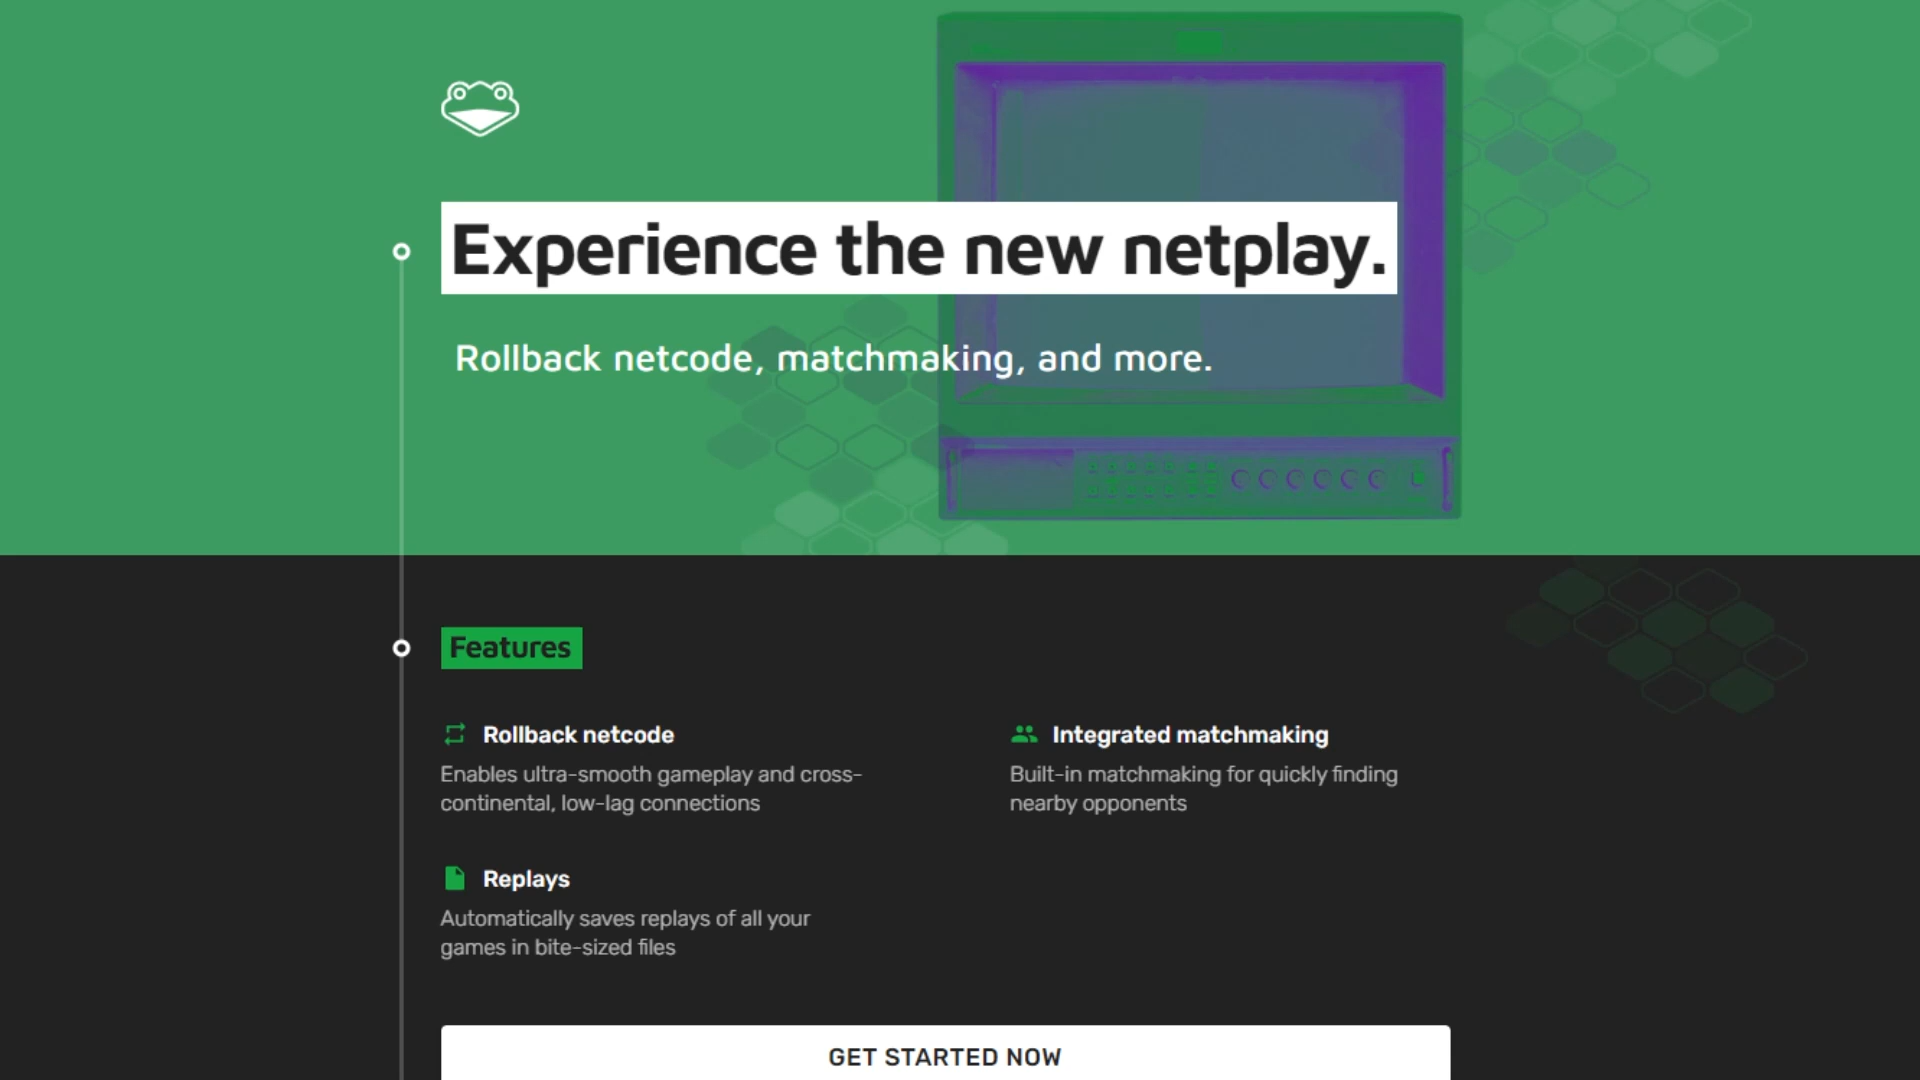 Experience the new netplay.
Rollback netcode, matchmaking, and more.
Features
Rollback netcode
Enables ultra-smooth gameplay and cross-
continental, low-lag connections
Integrated matchmaking
Built-in matchmaking for quickly finding
nearby opponents
Replays
Automatically saves replays of all your
games in bite-sized files
GET STARTED NOW